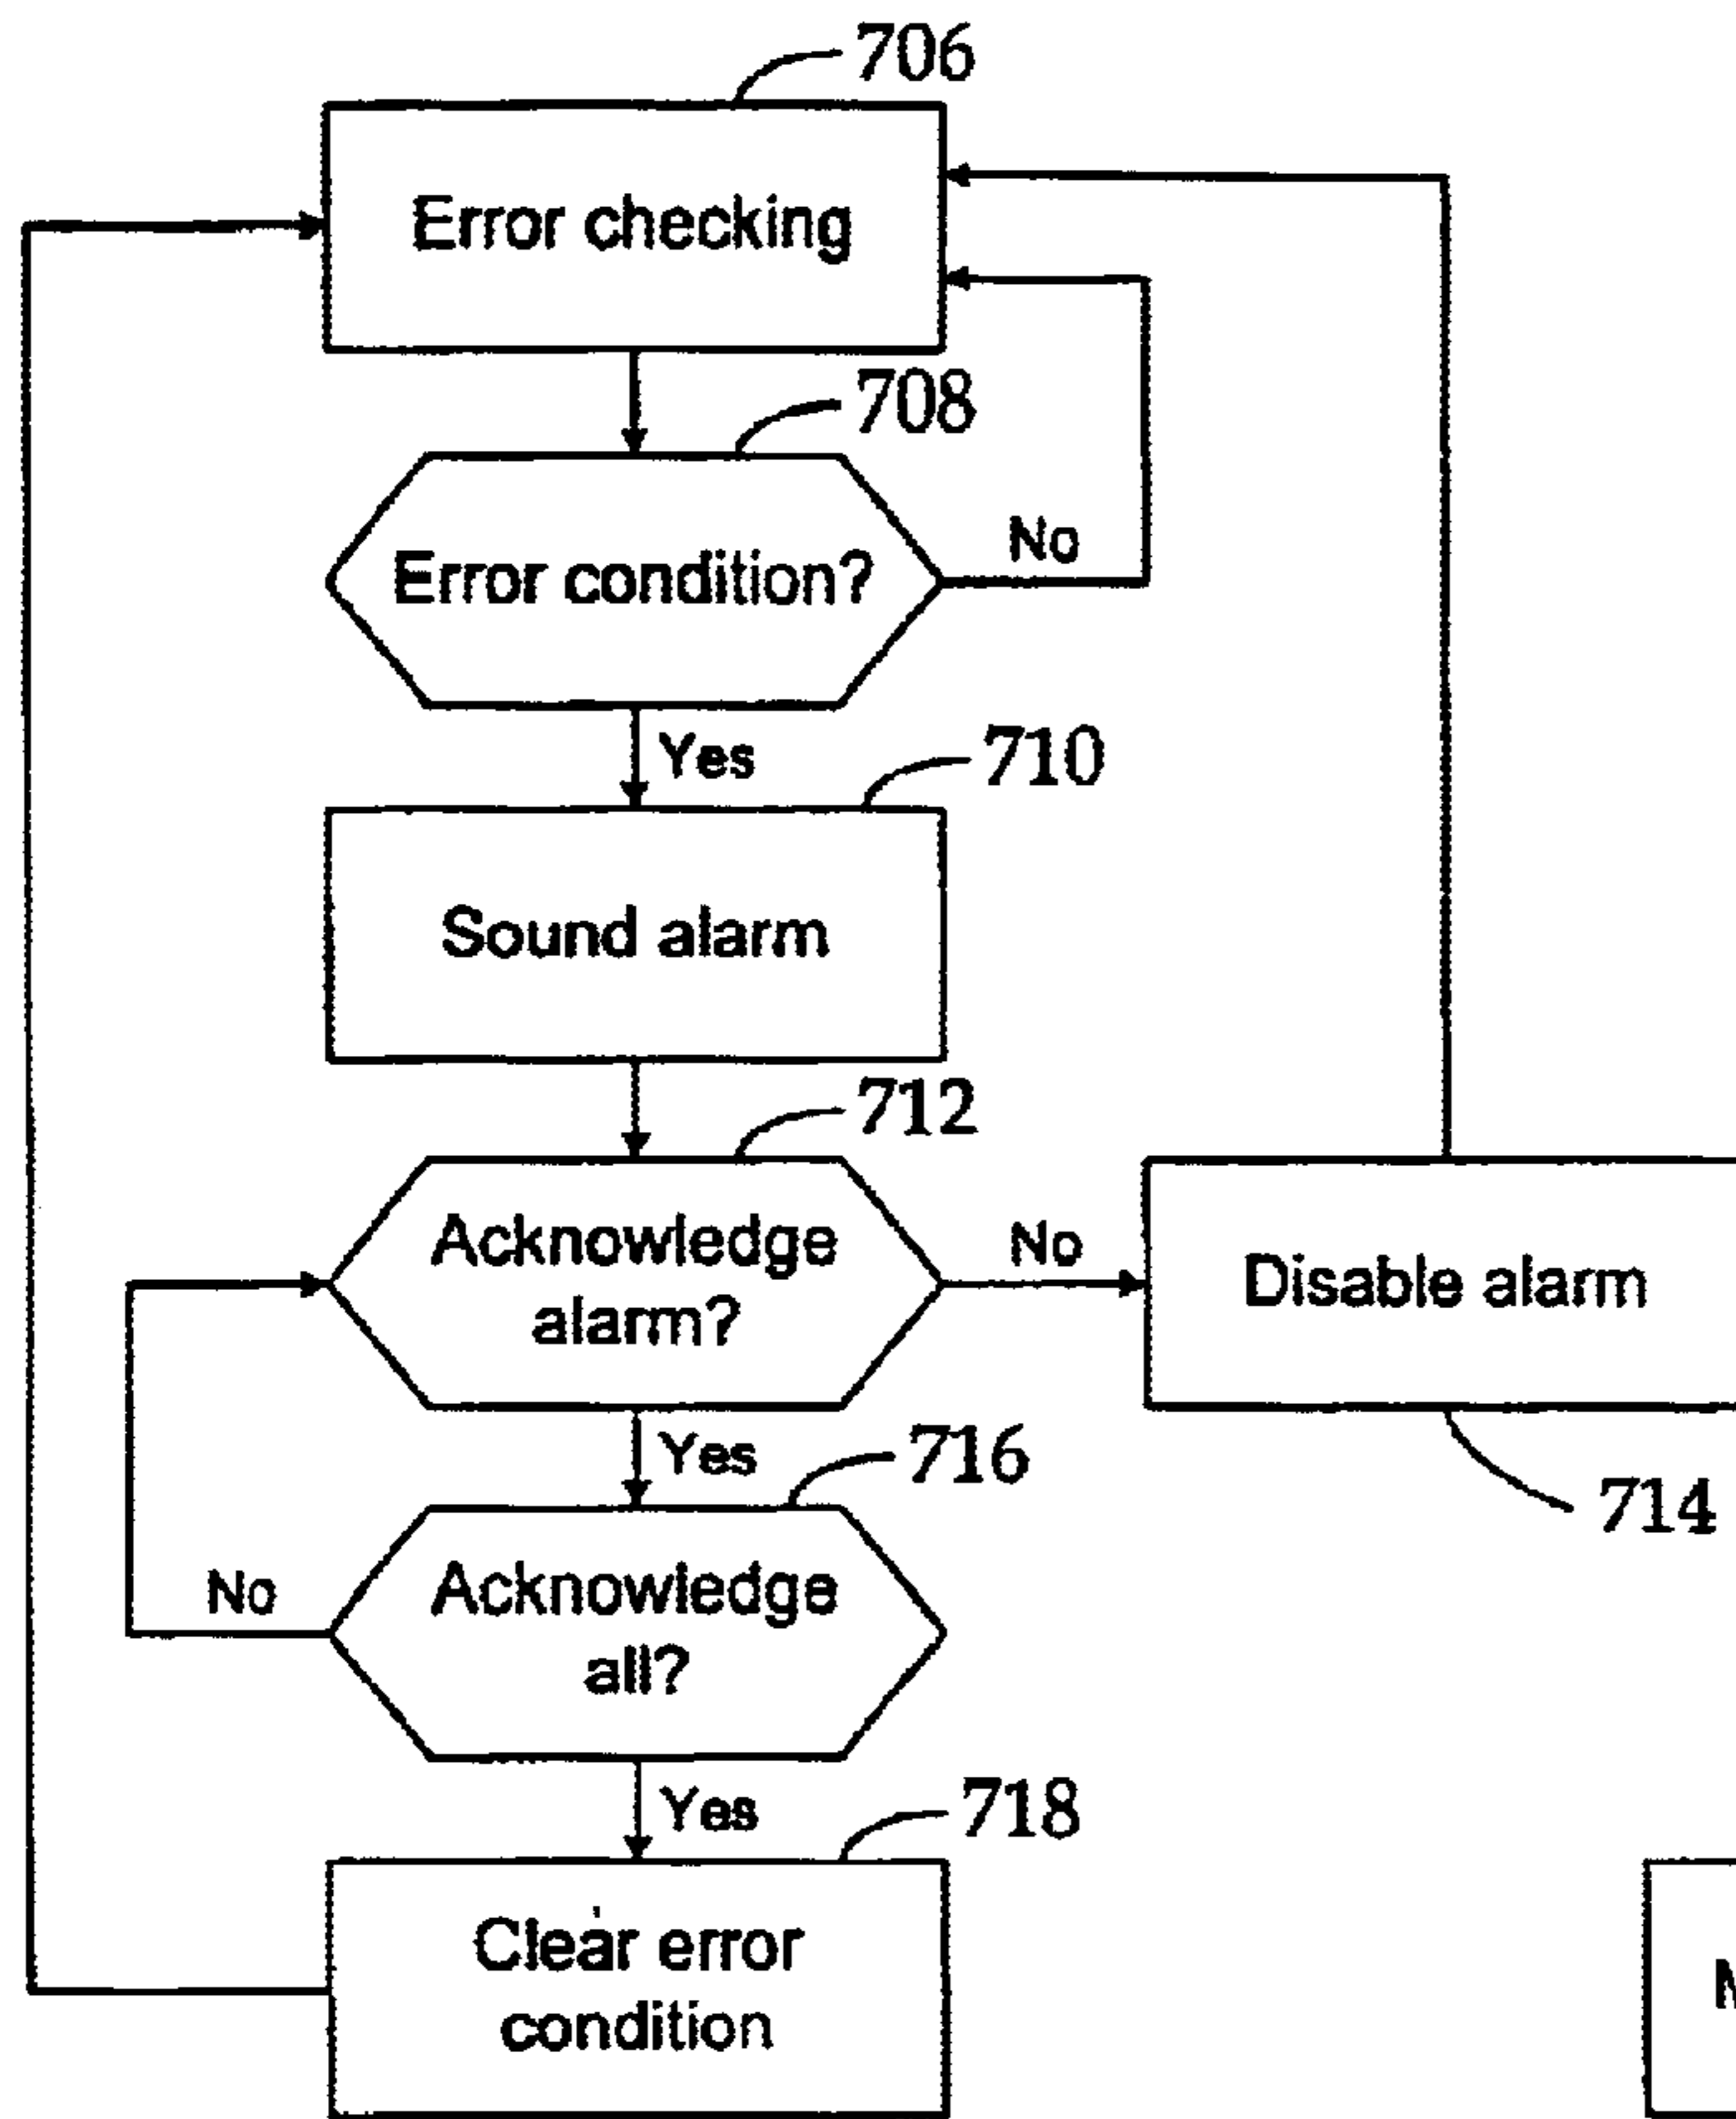 706
Error checking
708
Error condition?
No
Yes
710
Sound alarm
712
Acknowledge
alarm?
No
Disable alarm
714
Yes
716
Acknowledge
all?
No
Yes
718
Clear error
condition